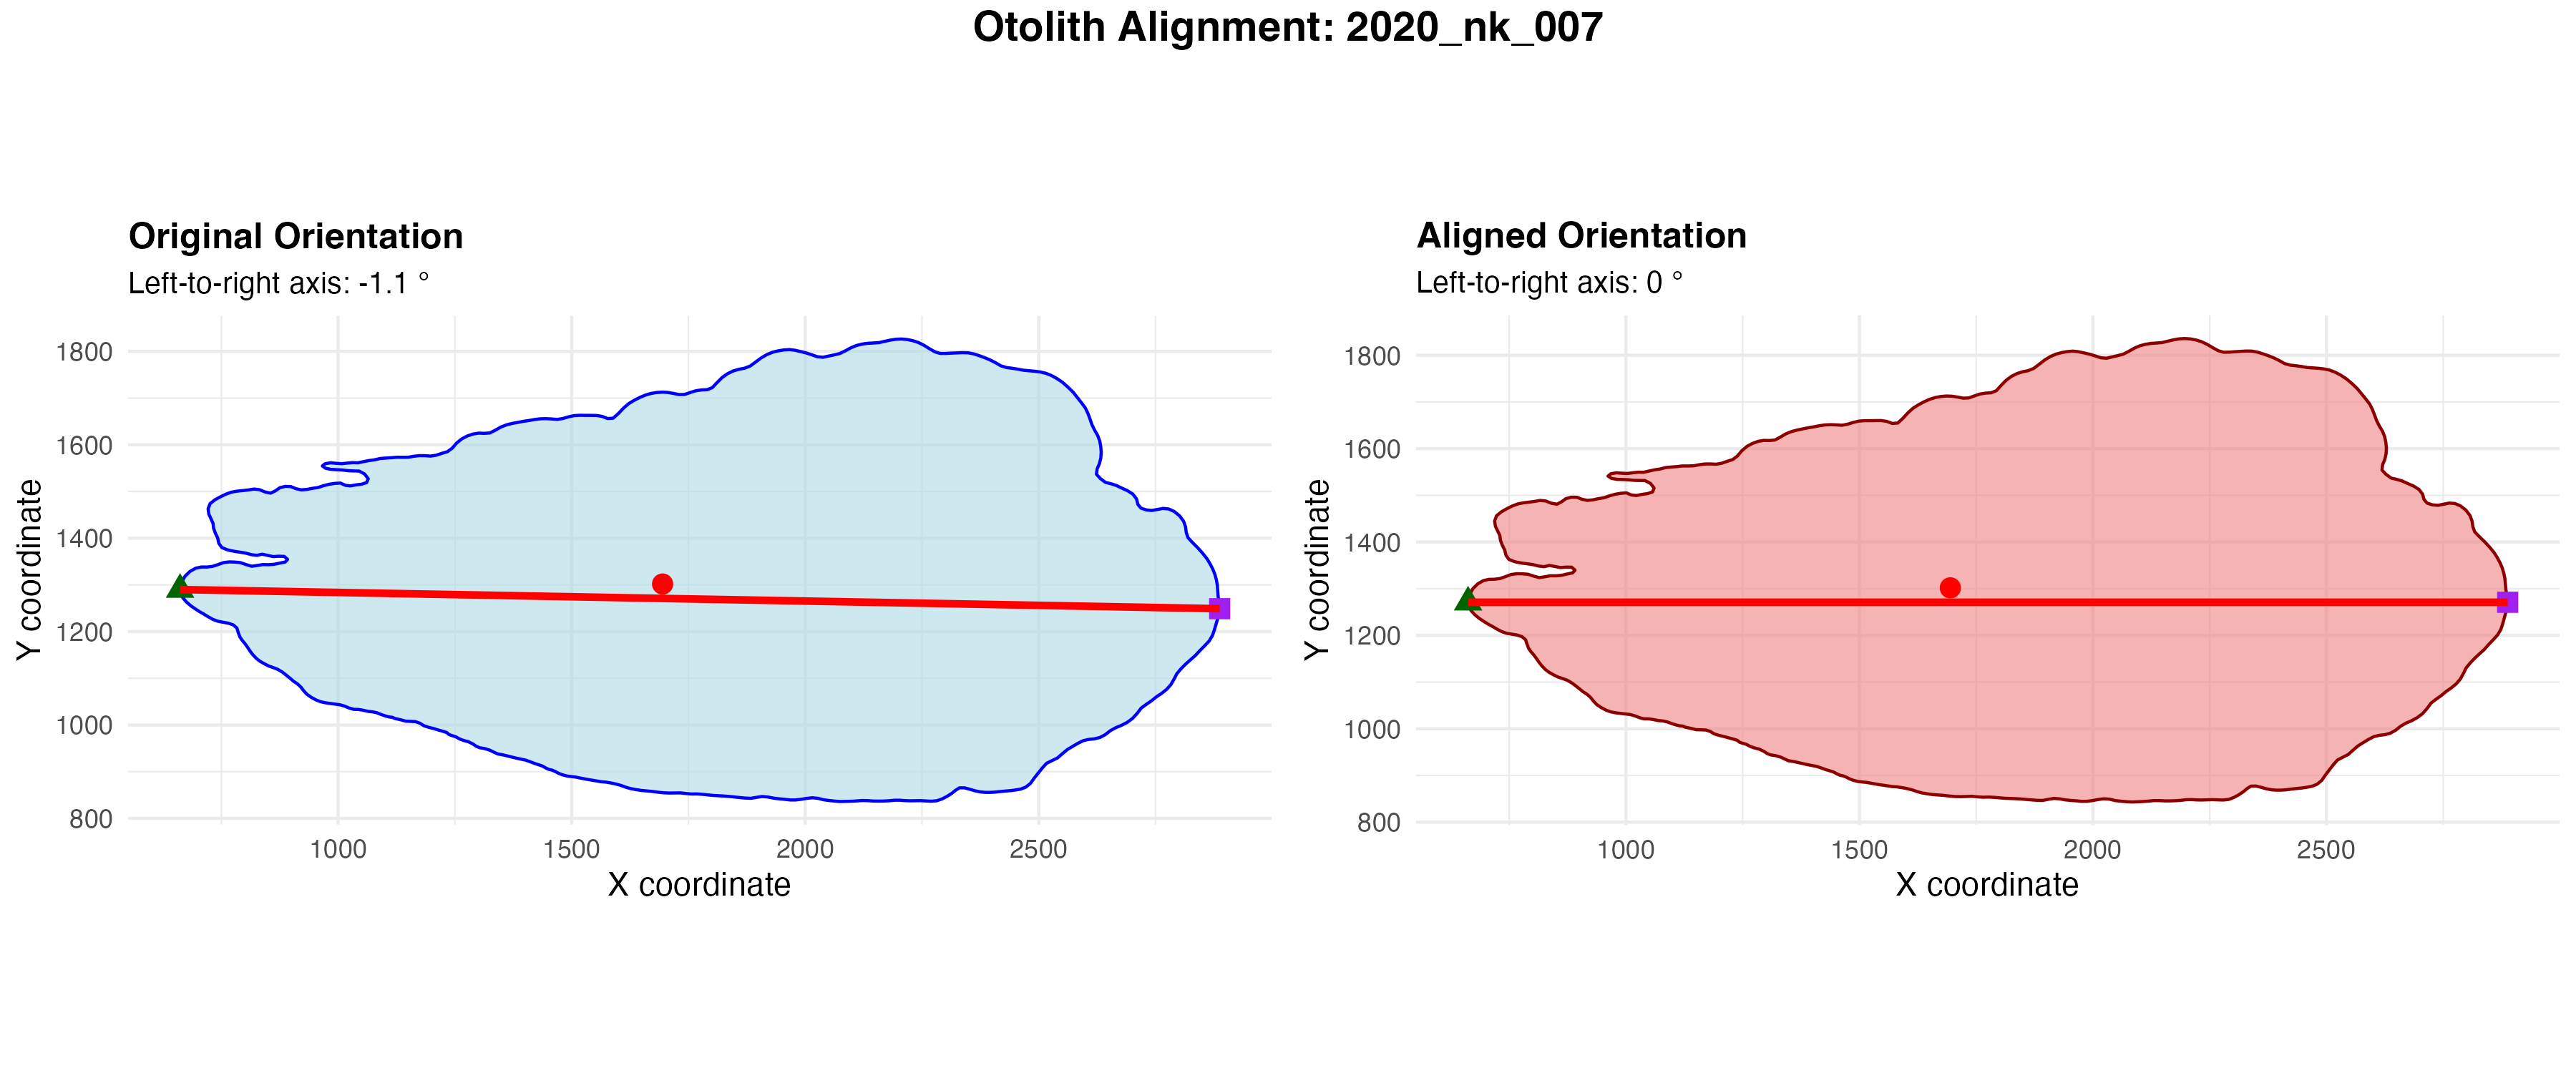 Otolith Alignment: 2020_nk_007
Original Orientation
Left-to-right axis: -1.1 °
1800
1600
1400
1200
1000
800
Y coordinate
1000 1500 2000 2500
X coordinate
Aligned Orientation
Left-to-right axis: 0 °
1800
1600
1400
1200
1000
800
Y coordinate
1000 1500 2000 2500
X coordinate